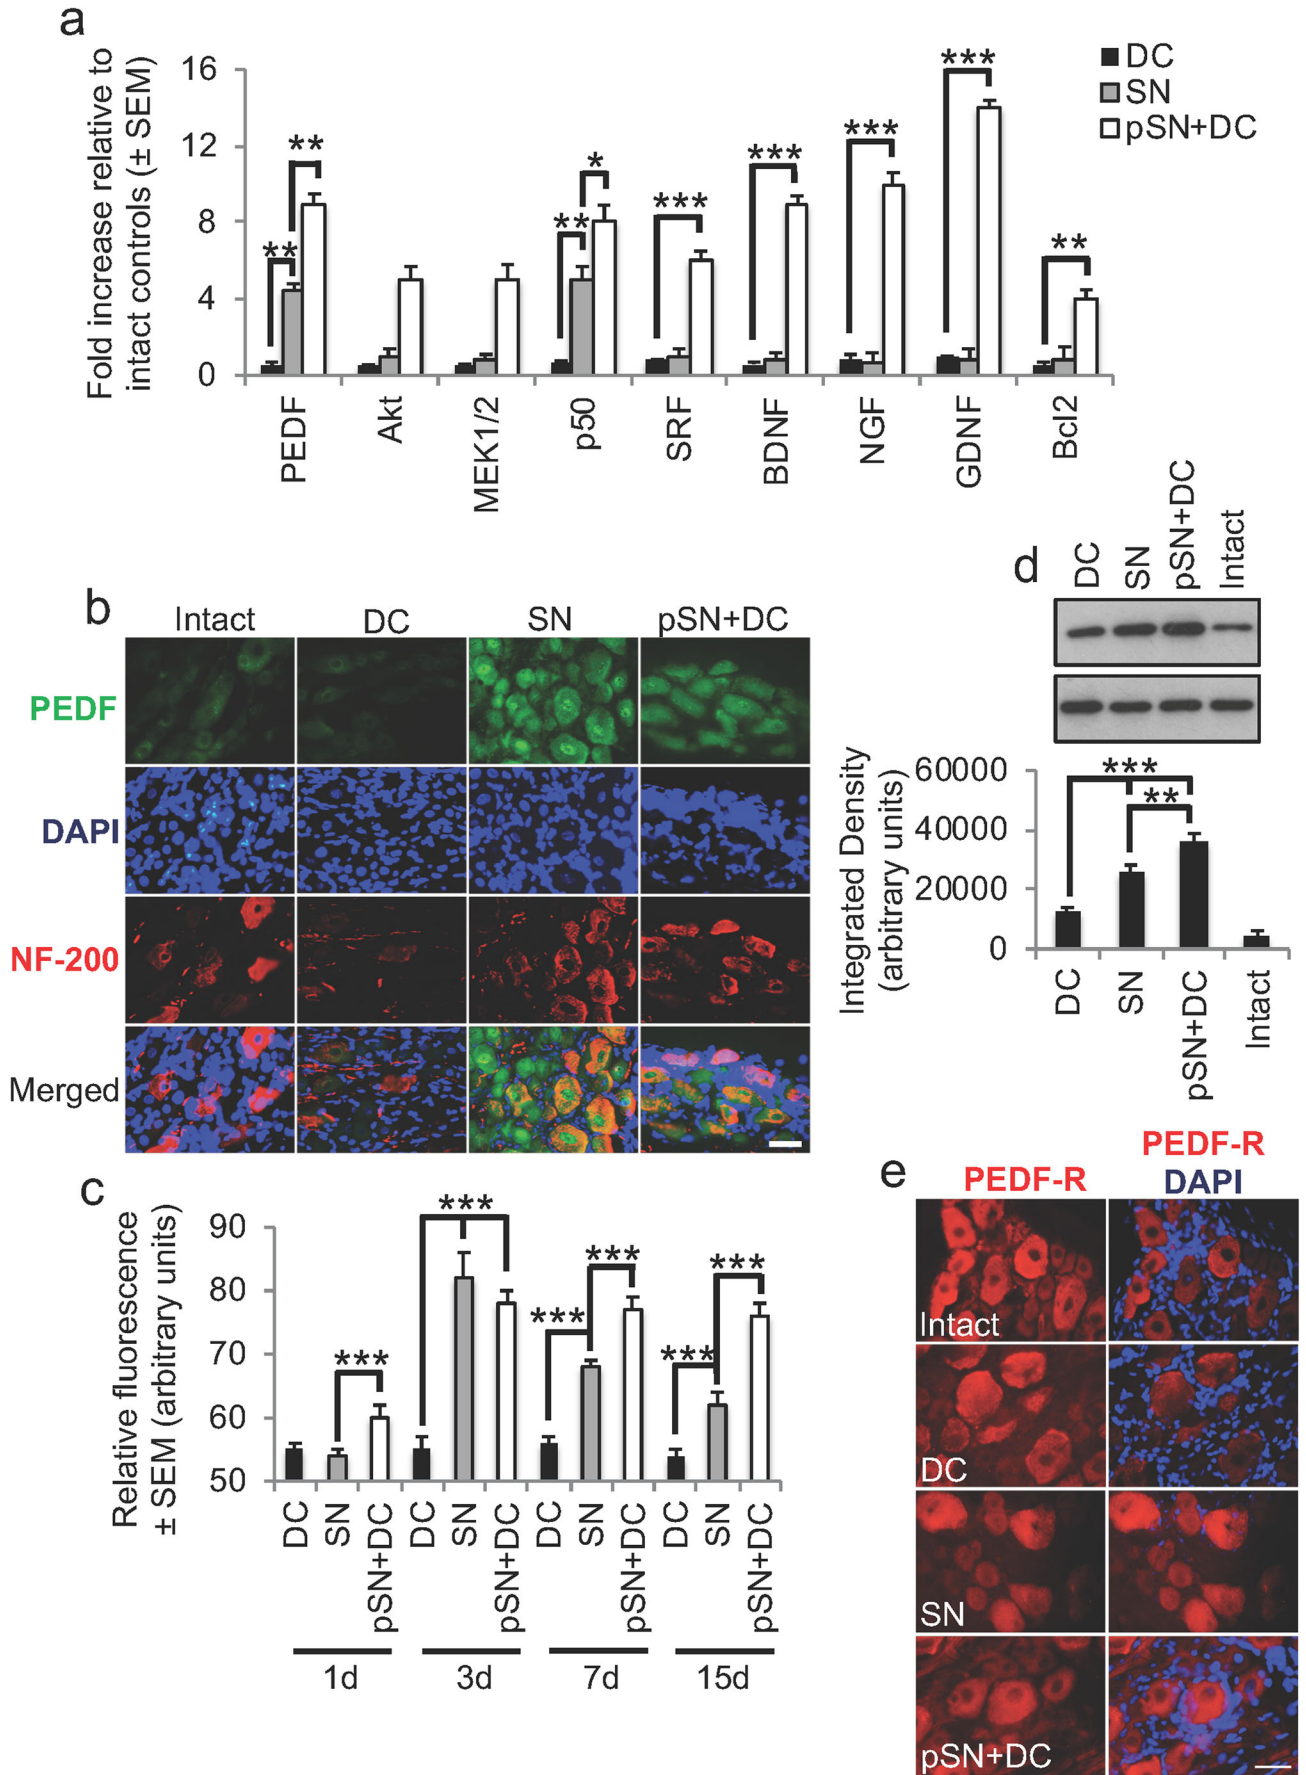 a
Fold increase relative to
intact controls (± SEM)
16
12
8
4
0
** ** ** * *** *** *** *** **
DC
SN
pSN+DC
PEDF Akt MEK1/2 p50 SRF BDNF NGF GDNF Bcl2
b
Intact DC SN pSN+DC
PEDF
DAPI
NF-200
Merged
d
DC SN pSN+DC Intact
Integrated Density
(arbitrary units)
60000
40000
20000
0
***
**
DC SN pSN+DC Intact
c
Relative fluorescence
± SEM (arbitrary units)
90
80
70
60
50
*** *** *** *** *** ***
DC SN pSN+DC DC SN pSN+DC DC SN pSN+DC DC SN pSN+DC
1d 3d 7d 15d
e
PEDF-R
PEDF-R
DAPI
Intact
DC
SN
pSN+DC